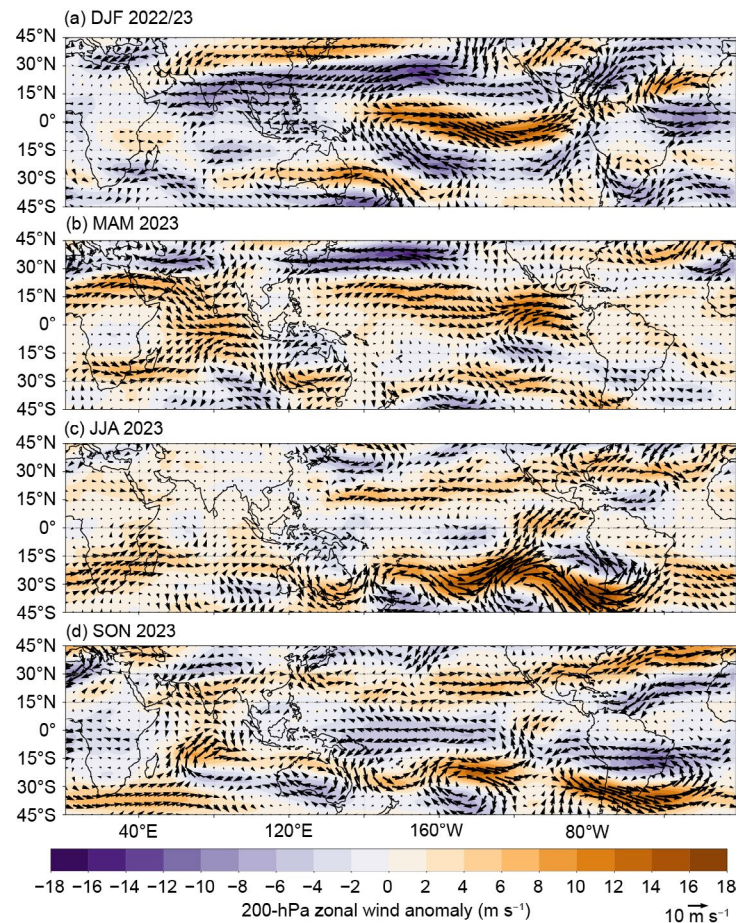 (a) DJF 2022/23
45°N
30°N
15°N
0°
15°S
30°S
45°S
(b) MAM 2023
45°N
30°N
15°N
0°
15°S
30°S
45°S
(c) JJA 2023
45°N
30°N
15°N
0°
15°S
30°S
45°S
(d) SON 2023
45°N
30°N
15°N
0°
15°S
30°S
45°S
40°E 120°E 160°W 80°W
−18 −16 −14 −12 −10 −8 −6 −4 −2 0 2 4 6 8 10 12 14 16 18
200-hPa zonal wind anomaly (m s⁻¹) 10 m s⁻¹